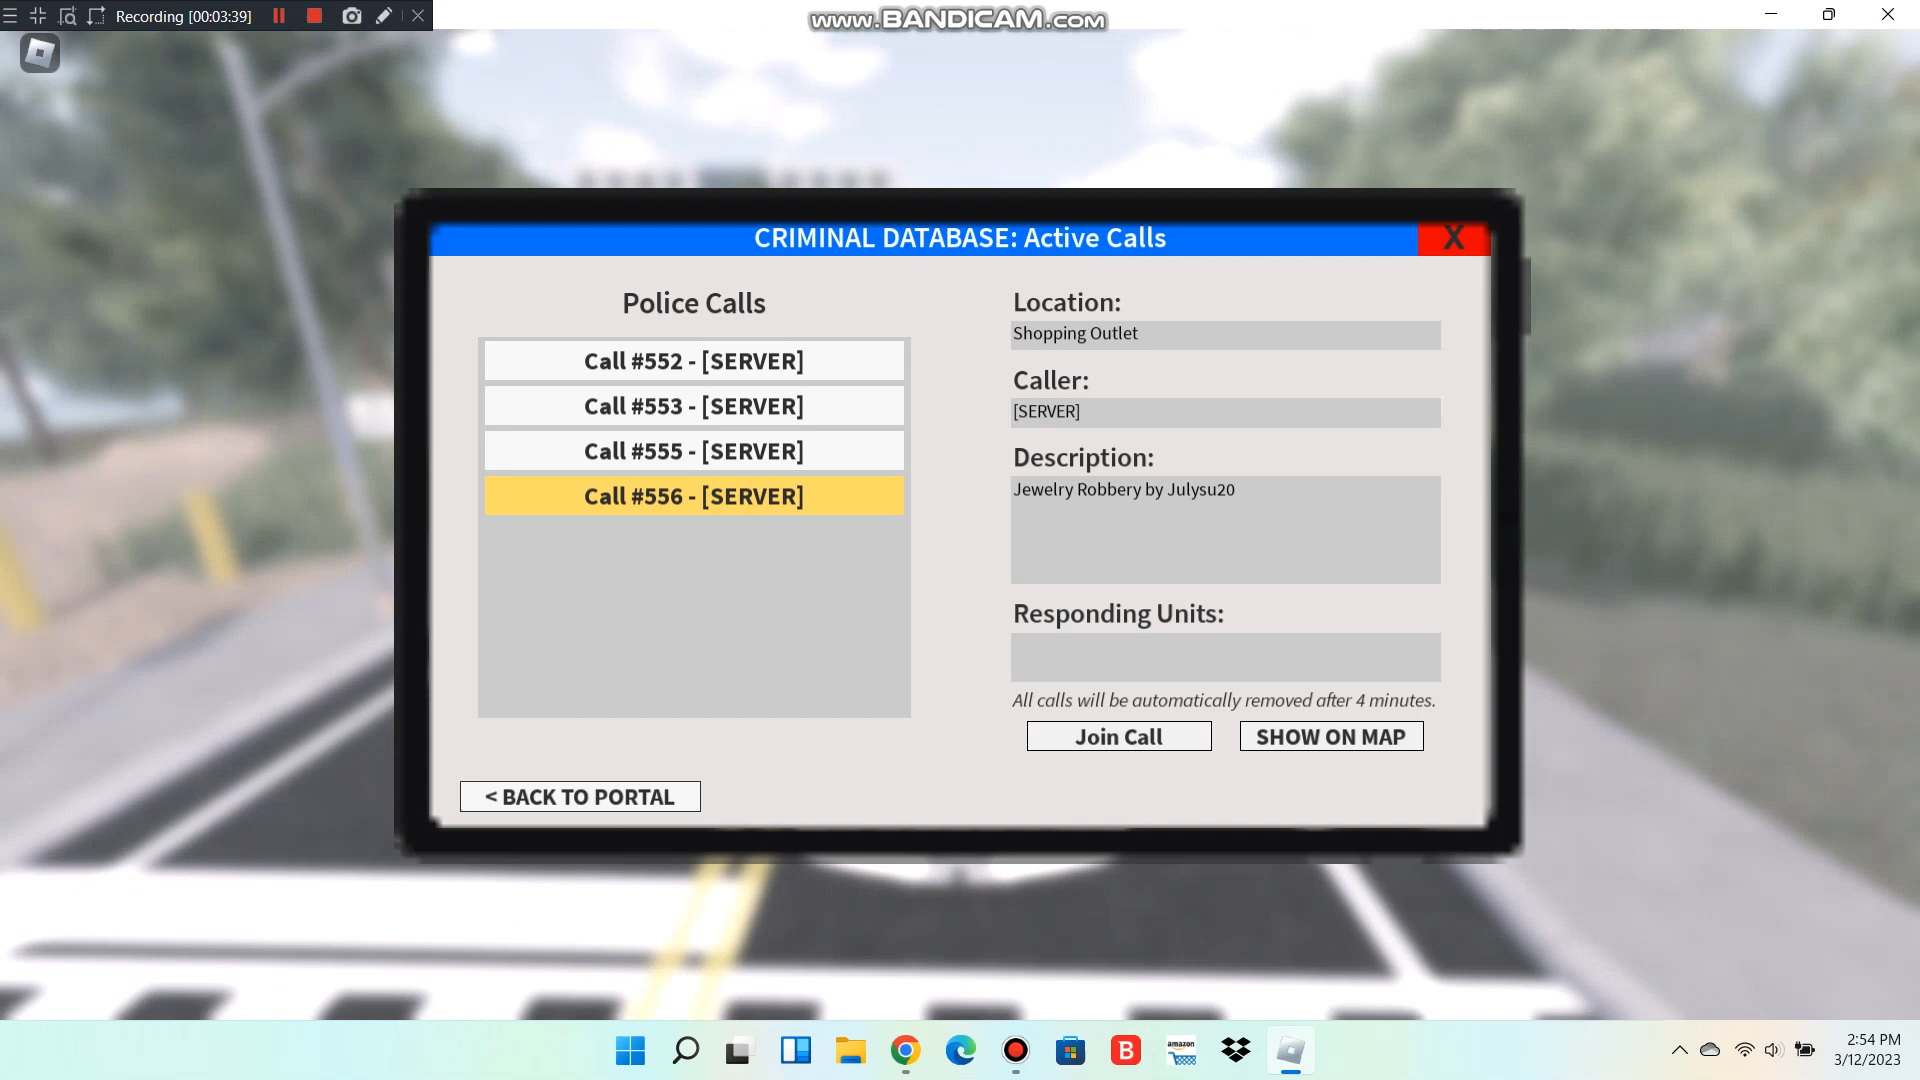 Recording [00:03:39]
www.BANDICAM.com
CRIMINAL DATABASE: Active Calls
X
Police Calls
Call #552 - [SERVER]
Call #553 - [SERVER]
Call #555 - [SERVER]
Call #556 - [SERVER]
< BACK TO PORTAL
Location:
Shopping Outlet
Caller:
[SERVER]
Description:
Jewelry Robbery by Julysu20
Responding Units:
All calls will be automatically removed after 4 minutes.
Join Call
SHOW ON MAP
B
amazon
2:54 PM
3/12/2023